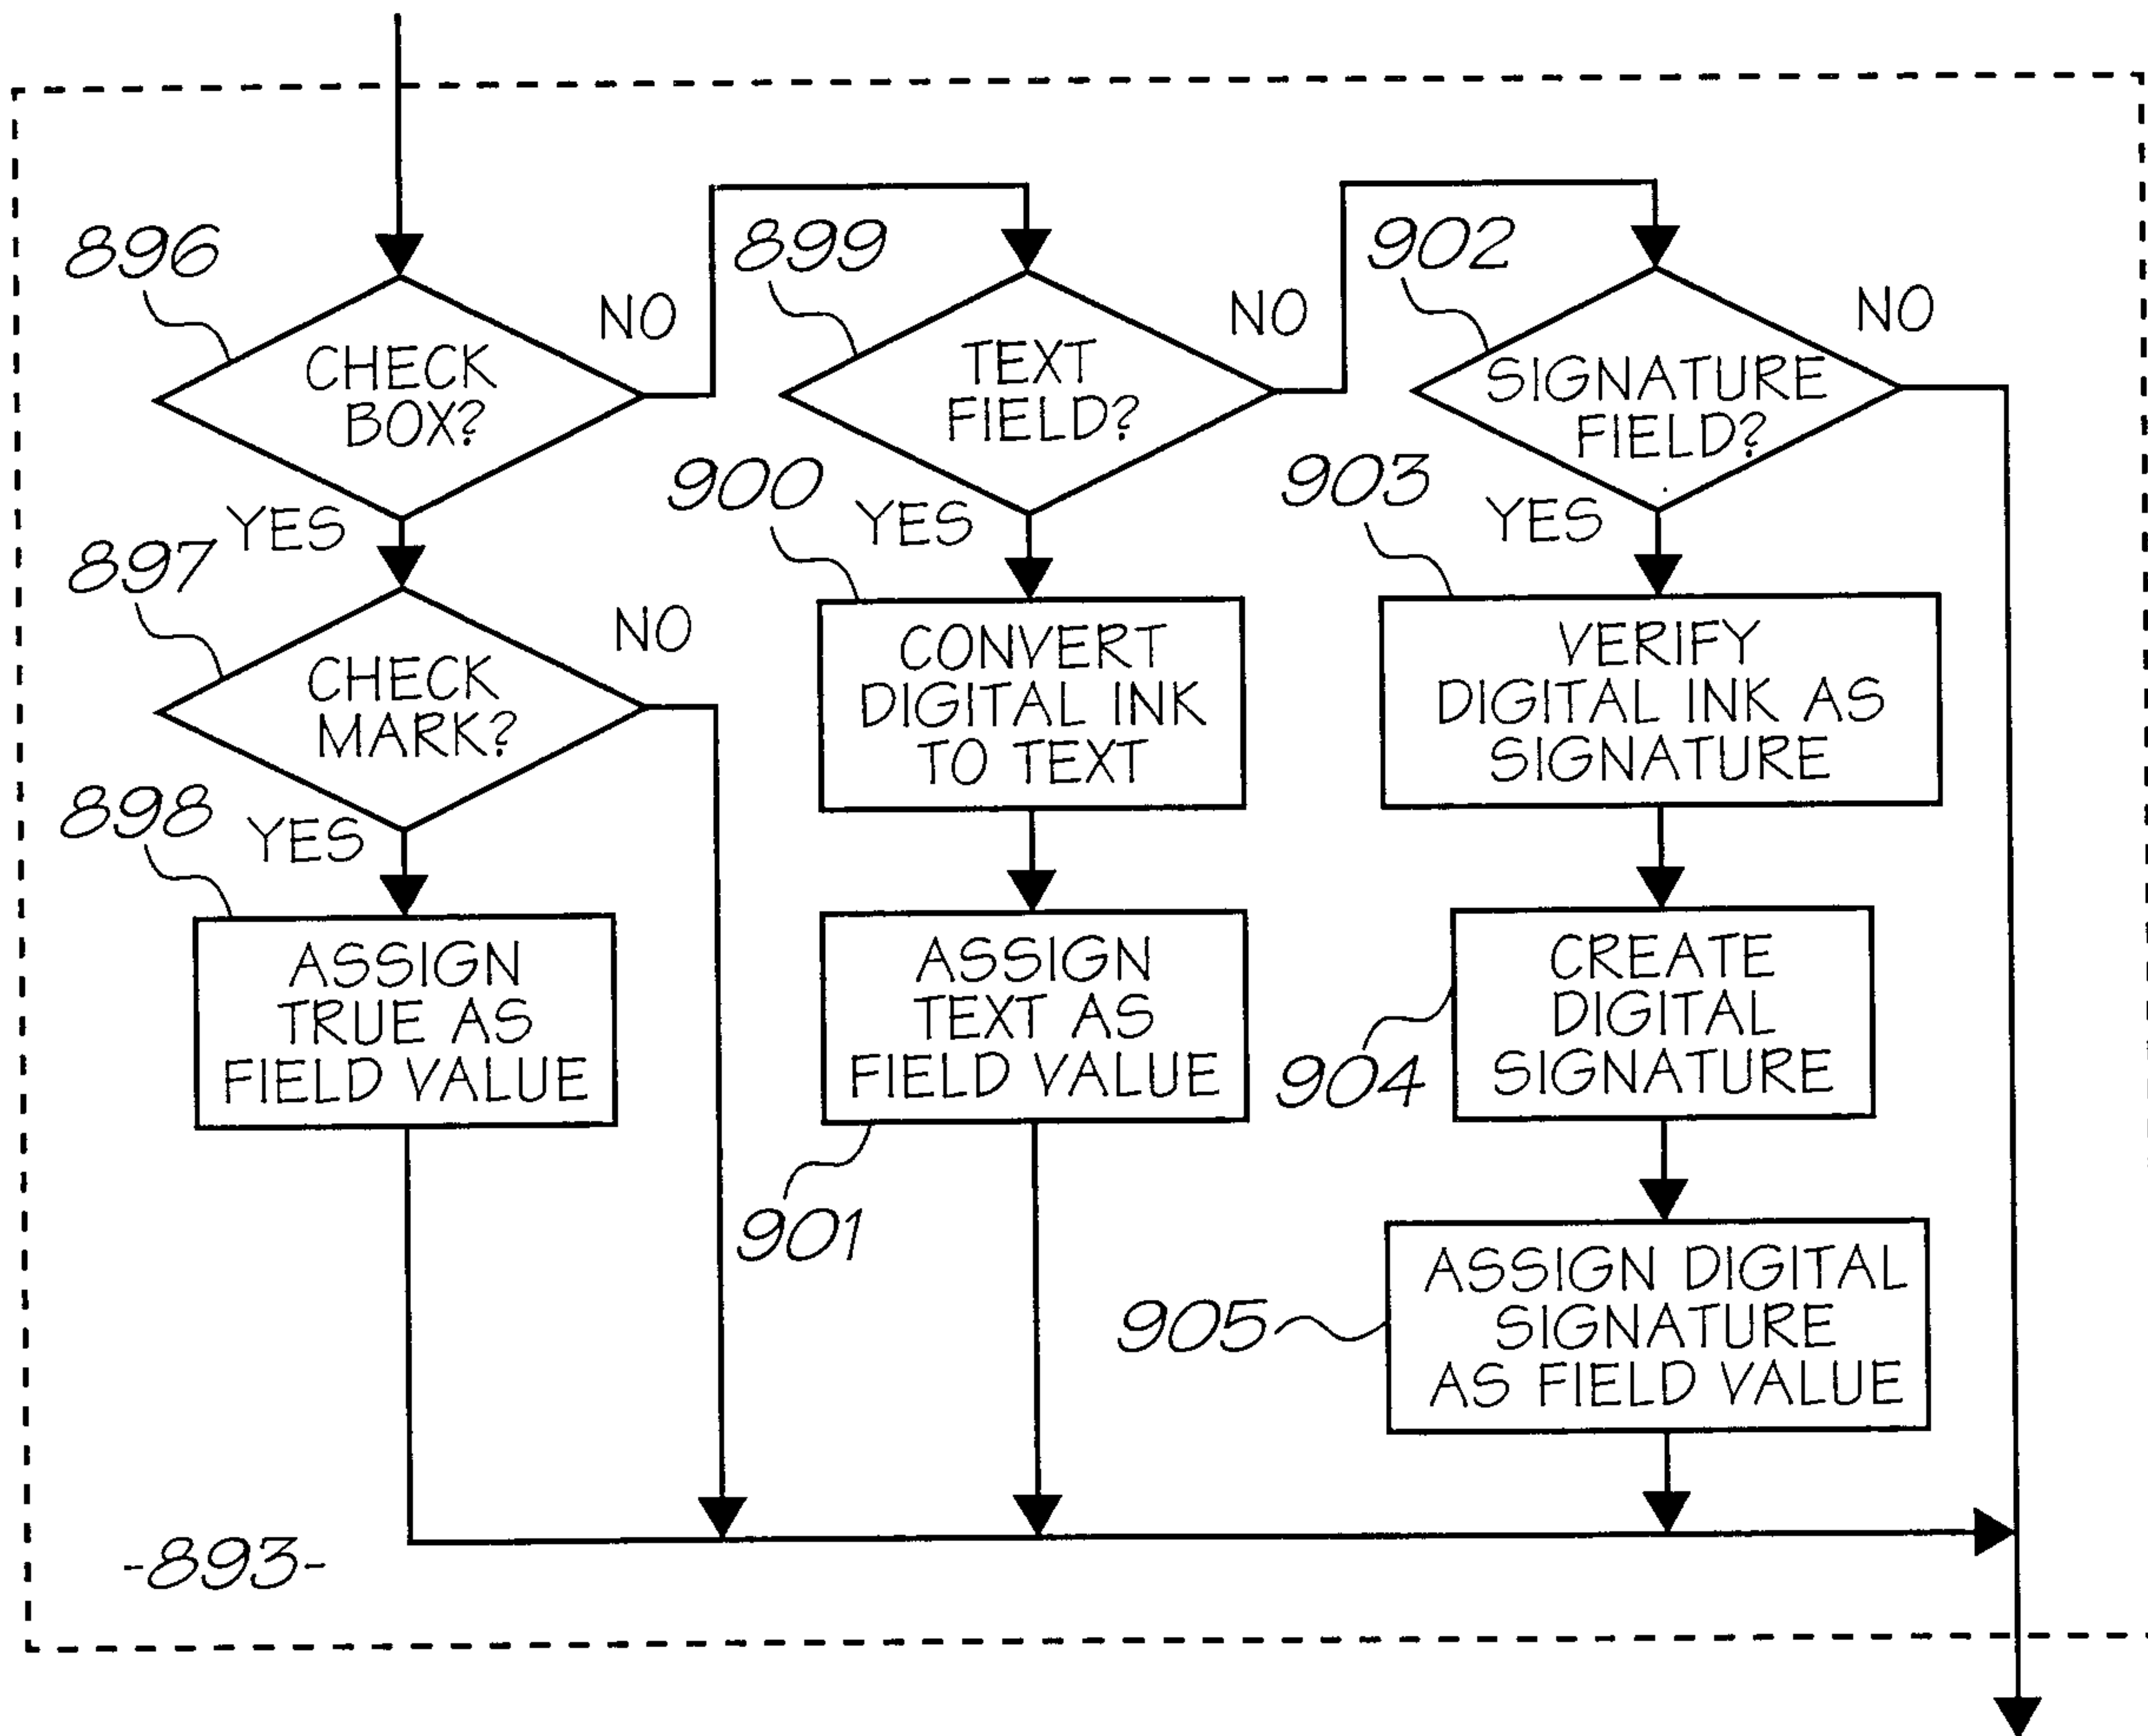 896
CHECK
BOX?
NO
YES
897
CHECK
MARK?
NO
YES
898
ASSIGN
TRUE AS
FIELD VALUE
899
TEXT
FIELD?
NO
YES
900
CONVERT
DIGITAL INK
TO TEXT
ASSIGN
TEXT AS
FIELD VALUE
901
902
SIGNATURE
FIELD?
NO
YES
903
VERIFY
DIGITAL INK AS
SIGNATURE
CREATE
DIGITAL
SIGNATURE
904
ASSIGN DIGITAL
SIGNATURE
AS FIELD VALUE
905
-893-